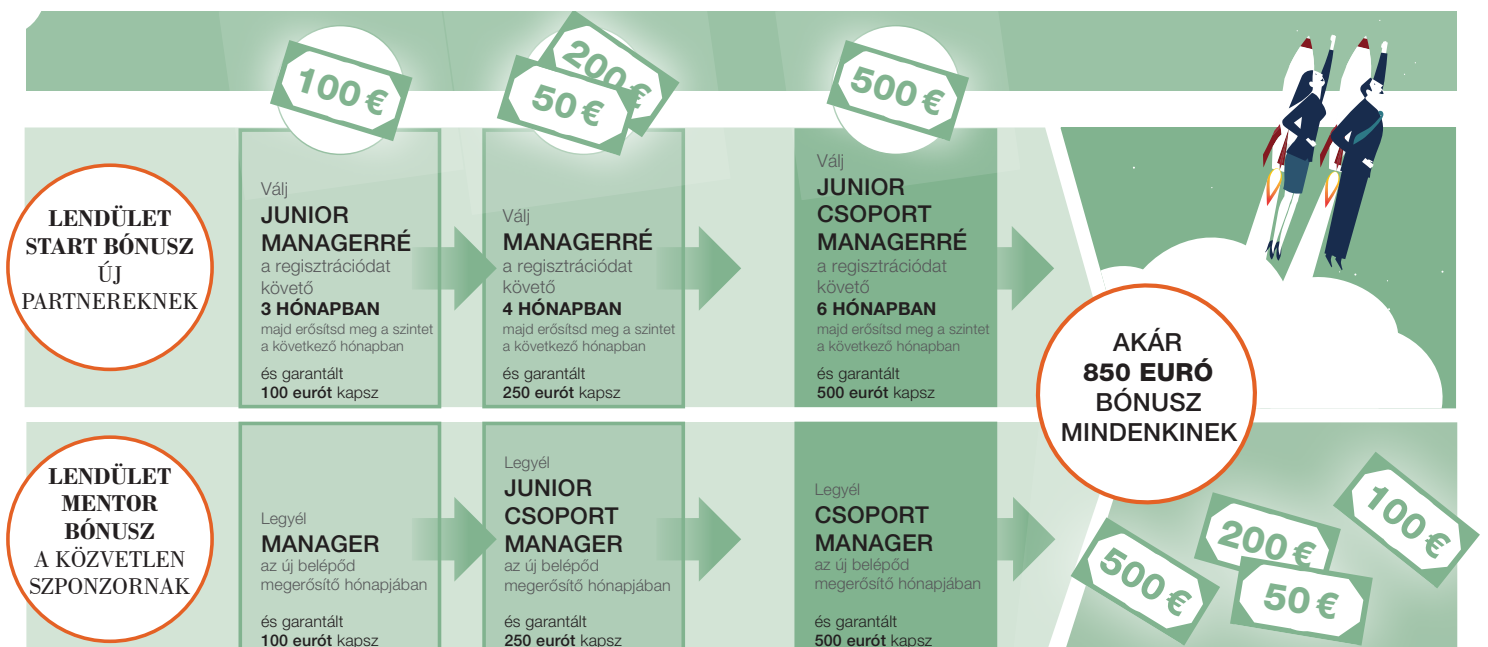 100 €
200 €
50 €
500 €
LENDÜLET
START BÓNUSZ
ÚJ
PARTNEREKNEK
Válj
JUNIOR
MANAGERRÉ
a regisztrációdat
követő
3 HÓNAPBAN
majd erősítsd meg a szintet
a következő hónapban
és garantált
100 eurót kapsz
Válj
MANAGERRÉ
a regisztrációdat
követő
4 HÓNAPBAN
majd erősítsd meg a szintet
a következő hónapban
és garantált
250 eurót kapsz
Válj
JUNIOR
CSOPORT
MANAGERRÉ
a regisztrációdat
követő
6 HÓNAPBAN
majd erősítsd meg a szintet
a következő hónapban
és garantált
500 eurót kapsz
AKÁR
850 EURÓ
BÓNUSZ
MINDENKINEK
LENDÜLET
MENTOR
BÓNUSZ
A KÖZVETLEN
SZPONZORNAK
Legyél
MANAGER
az új belépőd
megerősítő hónapjában
és garantált
100 eurót kapsz
Legyél
JUNIOR
CSOPORT
MANAGER
az új belépőd
megerősítő hónapjában
és garantált
250 eurót kapsz
Legyél
CSOPORT
MANAGER
az új belépőd
megerősítő hónapjában
és garantált
500 eurót kapsz
100 €
200 €
500 €
50 €